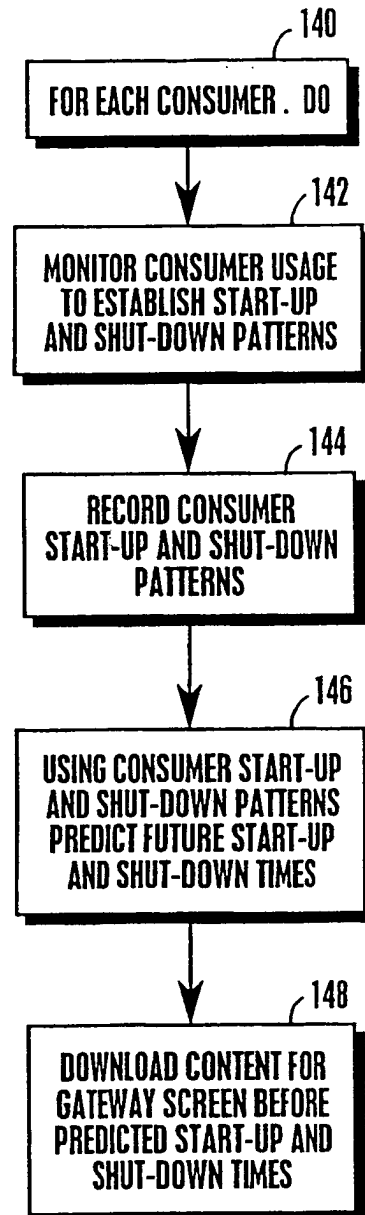 140
FOR EACH CONSUMER . DO
142
MONITOR CONSUMER USAGE
TO ESTABLISH START-UP
AND SHUT-DOWN PATTERNS
144
RECORD CONSUMER
START-UP AND SHUT-DOWN
PATTERNS
146
USING CONSUMER START-UP
AND SHUT-DOWN PATTERNS
PREDICT FUTURE START-UP
AND SHUT-DOWN TIMES
148
DOWNLOAD CONTENT FOR
GATEWAY SCREEN BEFORE
PREDICTED START-UP AND
SHUT-DOWN TIMES